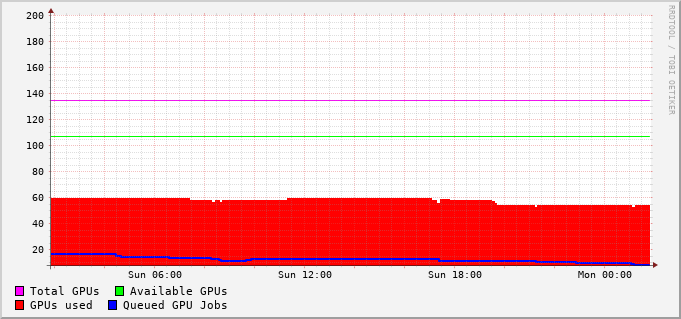 200
180
160
140
120
100
80
60
40
20
Sun 06:00 Sun 12:00 Sun 18:00 Mon 00:00
Total GPUs Available GPUs
GPUs used Queued GPU Jobs
RRDTOOL / TOBI OETIKER